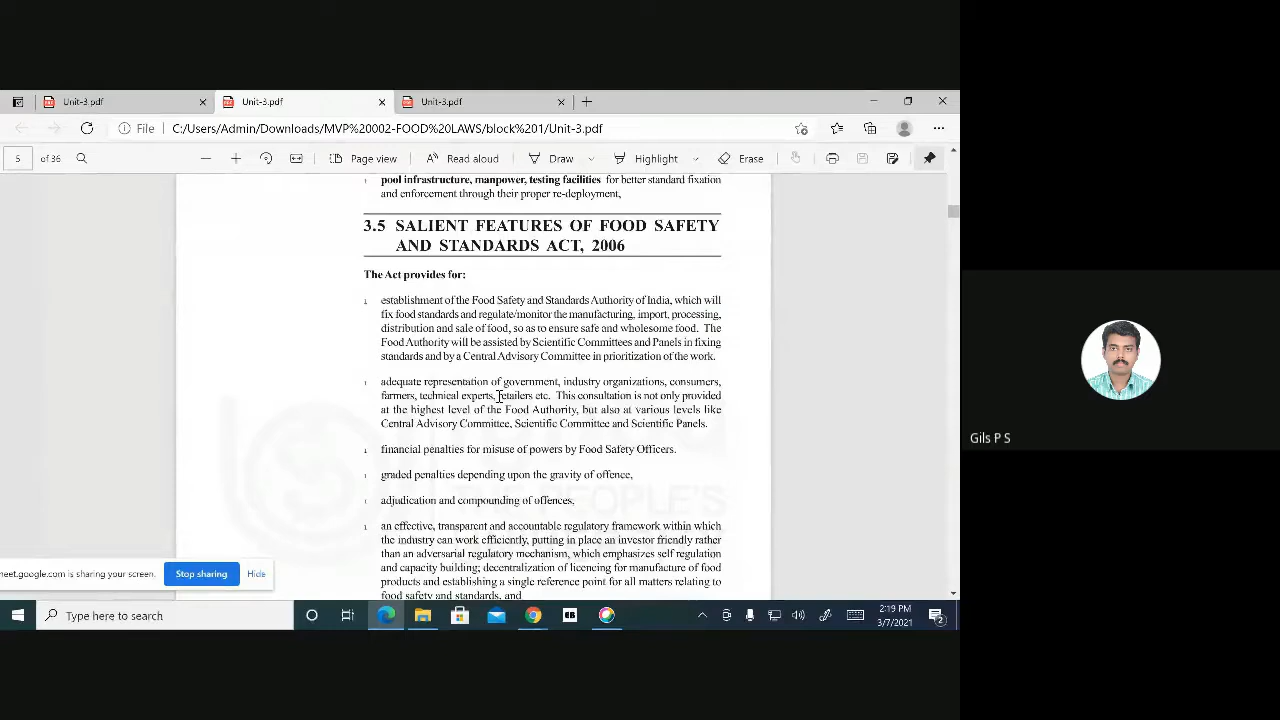 Unit-3.pdf
Unit-3.pdf
Unit-3.pdf
File C:/Users/Admin/Downloads/MVP%20002-FOOD%20LAWS/block%201/Unit-3.pdf
5 of 36
Page view
Read aloud
Draw
Highlight
Erase
pool infrastructure, manpower, testing facilities for better standard fixation
and enforcement through their proper re-deployment,
3.5 SALIENT FEATURES OF FOOD SAFETY
AND STANDARDS ACT, 2006
The Act provides for:
establishment of the Food Safety and Standards Authority of India, which will
fix food standards and regulate/monitor the manufacturing, import, processing,
distribution and sale of food, so as to ensure safe and wholesome food. The
Food Authority will be assisted by Scientific Committees and Panels in fixing
standards and by a Central Advisory Committee in prioritization of the work.
adequate representation of government, industry organizations, consumers,
farmers, technical experts, retailers etc. This consultation is not only provided
at the highest level of the Food Authority, but also at various levels like
Central Advisory Committee, Scientific Committee and Scientific Panels.
financial penalties for misuse of powers by Food Safety Officers.
graded penalties depending upon the gravity of offence,
adjudication and compounding of offences,
THE PEOPLE'S
an effective, transparent and accountable regulatory framework within which
the industry can work efficiently, putting in place an investor friendly rather
than an adversarial regulatory mechanism, which emphasizes self regulation
and capacity building; decentralization of licencing for manufacture of food
products and establishing a single reference point for all matters relating to
food safety and standards, and
meet.google.com is sharing your screen.
Stop sharing
Hide
Type here to search
2:19 PM
3/7/2021
2
Gils P S